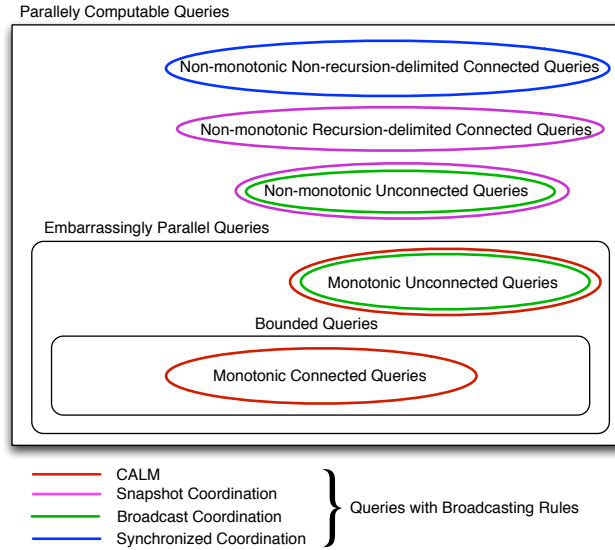 Parallely Computable Queries
Non-monotonic Non-recursion-delimited Connected Queries
Non-monotonic Recursion-delimited Connected Queries
Non-monotonic Unconnected Queries
Embarrassingly Parallel Queries
Monotonic Unconnected Queries
Bounded Queries
Monotonic Connected Queries
CALM
Snapshot Coordination
Broadcast Coordination
Synchronized Coordination
Queries with Broadcasting Rules